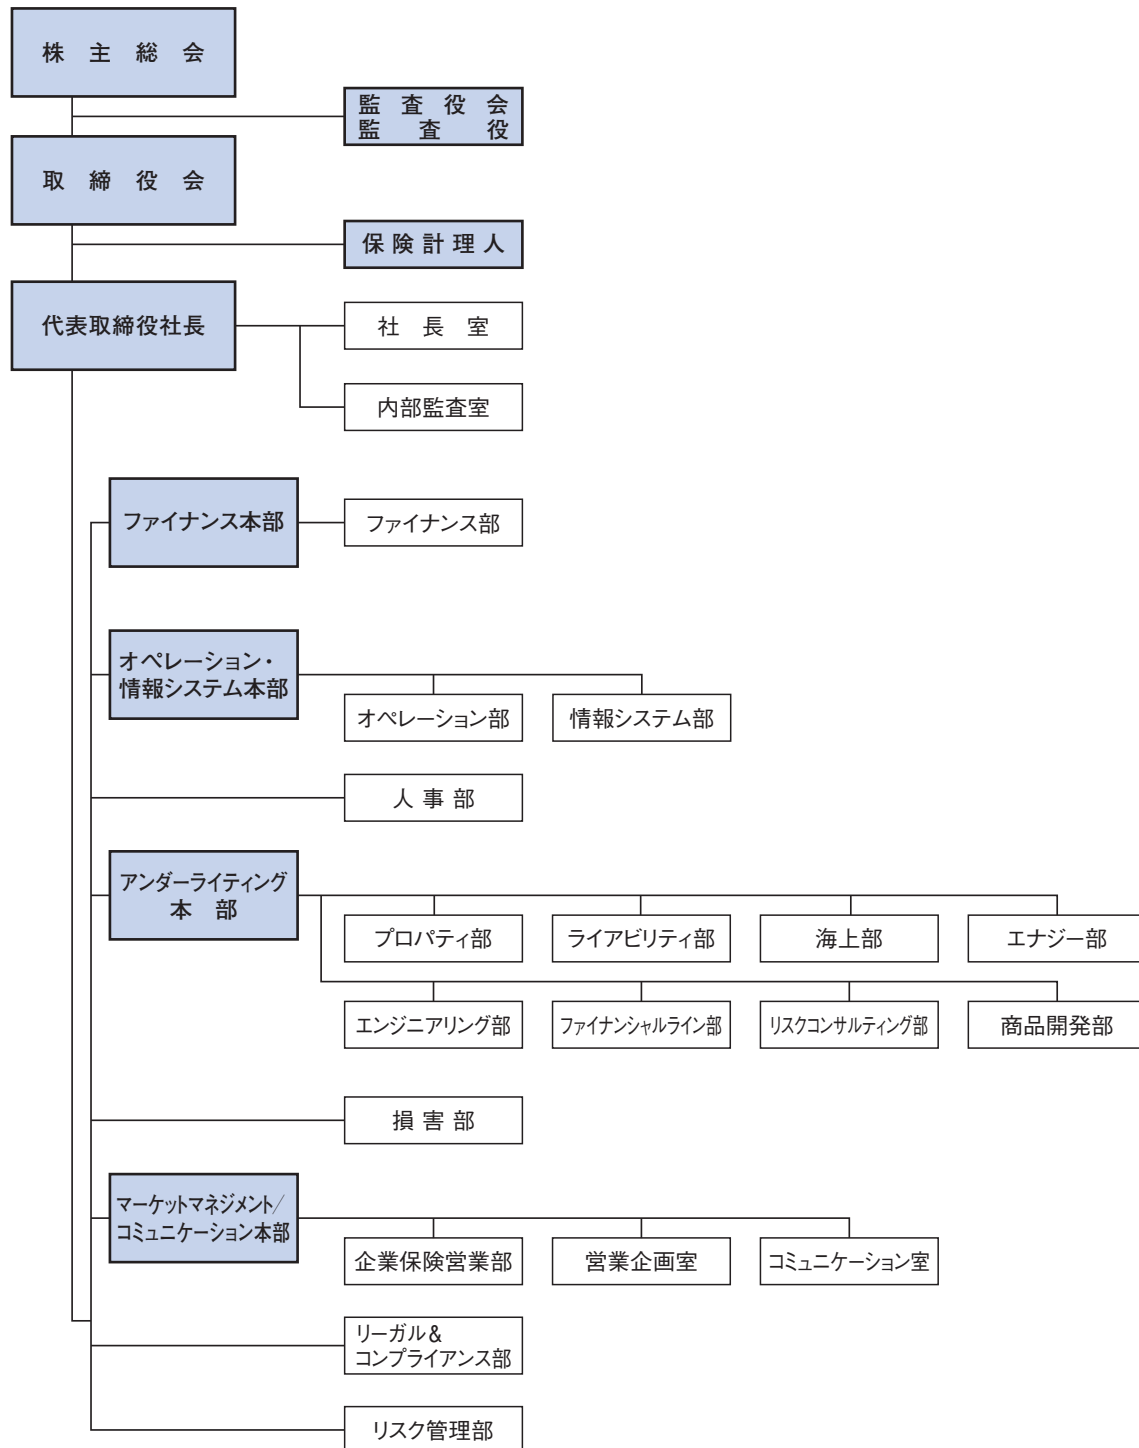 株主総会
監査役会
監査役
取締役会
保険計理人
代表取締役社長
社長室
内部監査室
ファイナンス本部
ファイナンス部
オペレーション・
情報システム本部
オペレーション部
情報システム部
人事部
アンダーライティング
本部
プロパティ部
ライアビリティ部
海上部
エナジー部
エンジニアリング部
ファイナンシャルライン部
リスクコンサルティング部
商品開発部
損害部
マーケットマネジメント/
コミュニケーション本部
企業保険営業部
営業企画室
コミュニケーション室
リーガル&
コンプライアンス部
リスク管理部